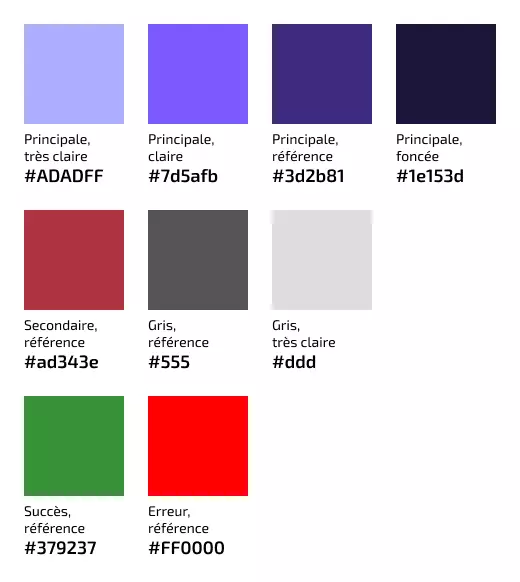 Principale,
très claire
#ADADFF
Principale,
claire
#7d5afb
Principale,
référence
#3d2b81
Principale,
foncée
#1e153d
Secondaire,
référence
#ad343e
Gris,
référence
#555
Gris,
très claire
#ddd
Succès,
référence
#379237
Erreur,
référence
#FF0000